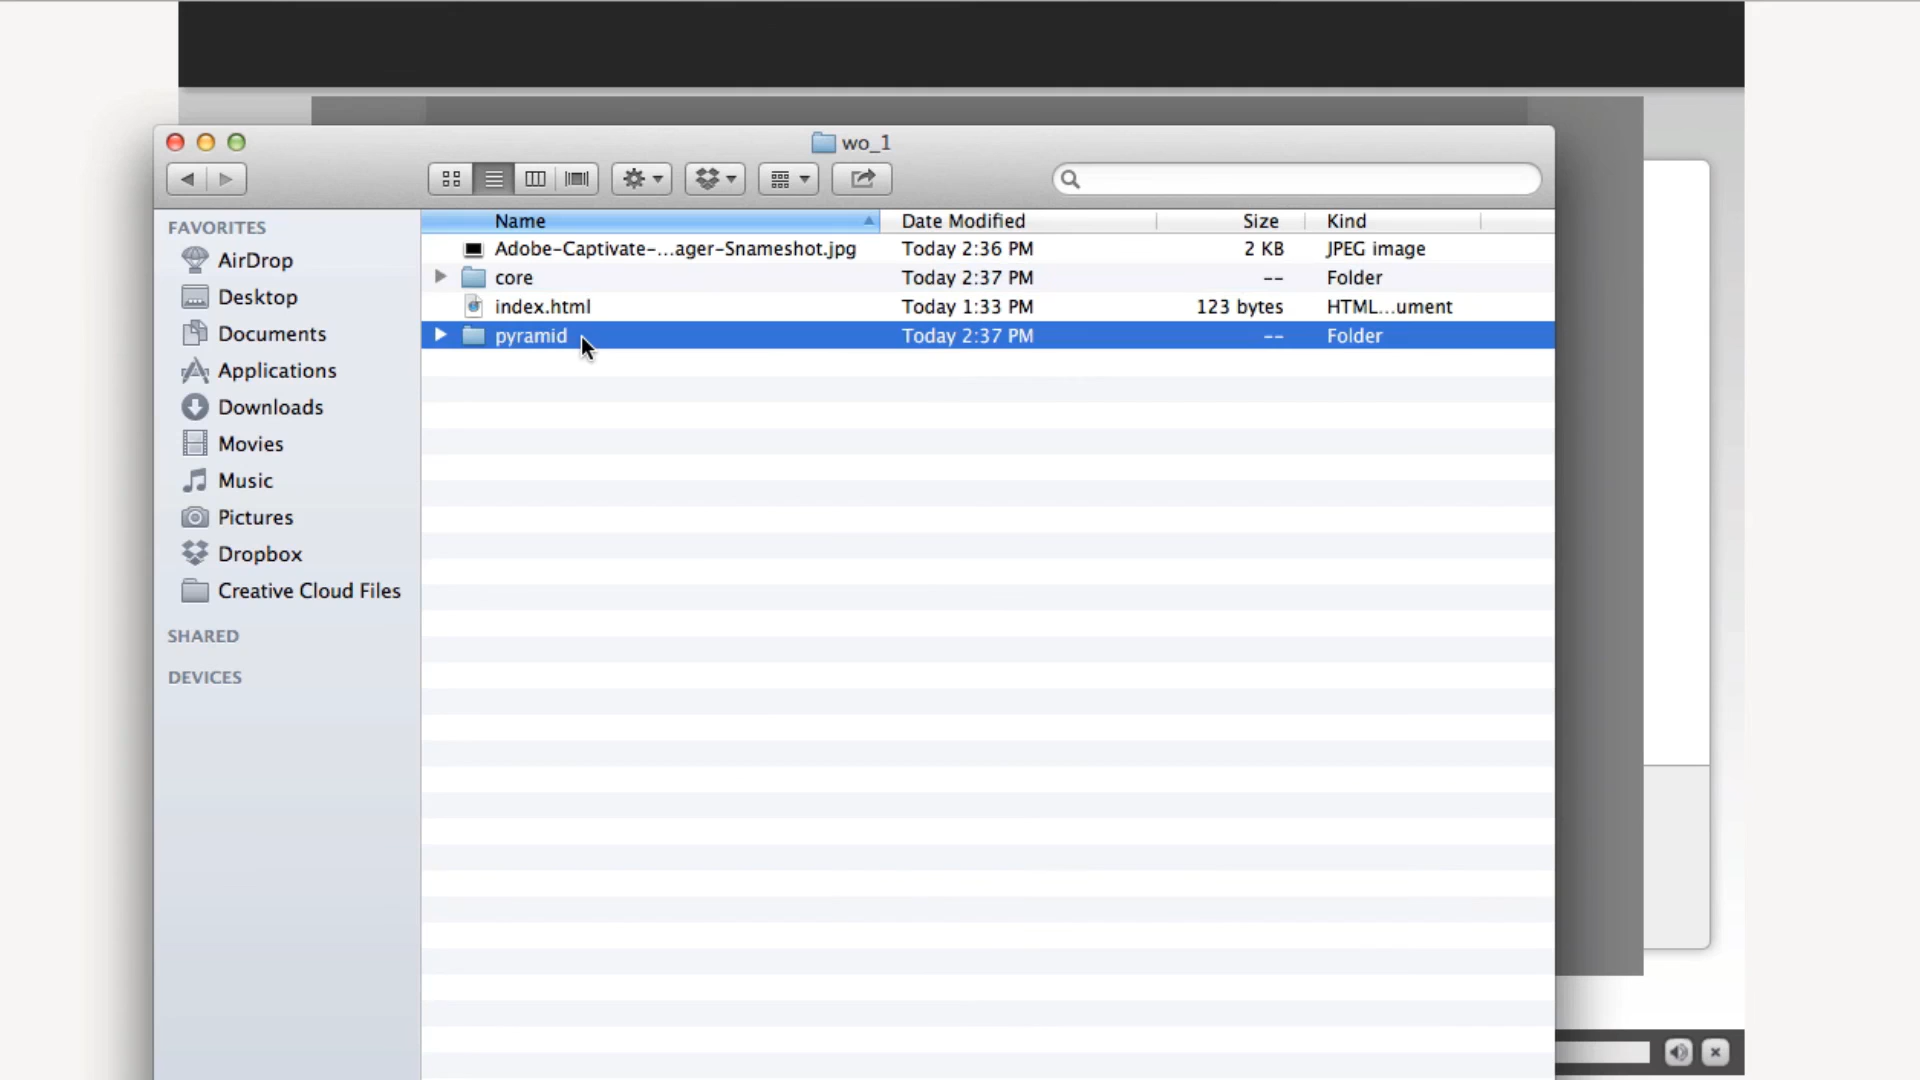 wo_1
FAVORITES
AirDrop
Desktop
Documents
Applications
Downloads
Movies
Music
Pictures
Dropbox
Creative Cloud Files
SHARED
DEVICES
Name Date Modified Size Kind
Adobe-Captivate-...ager-Snameshot.jpg Today 2:36 PM 2 KB JPEG image
core Today 2:37 PM -- Folder
index.html Today 1:33 PM 123 bytes HTML...ument
pyramid Today 2:37 PM -- Folder